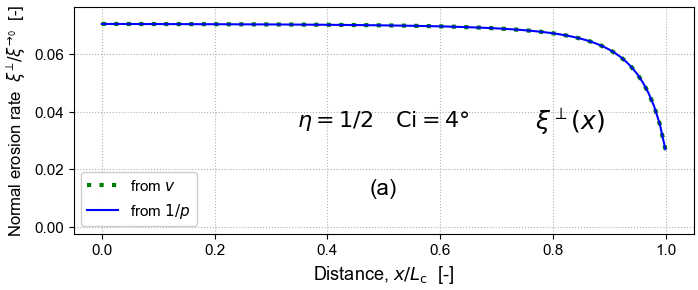 Normal erosion rate ξ⊥/ξ→₀ [-]
0.06
0.04
0.02
0.00
η = 1/2 Ci = 4° ξ⊥(x)
(a)
from v
from 1/p
0.0 0.2 0.4 0.6 0.8 1.0
Distance, x/Lc [-]